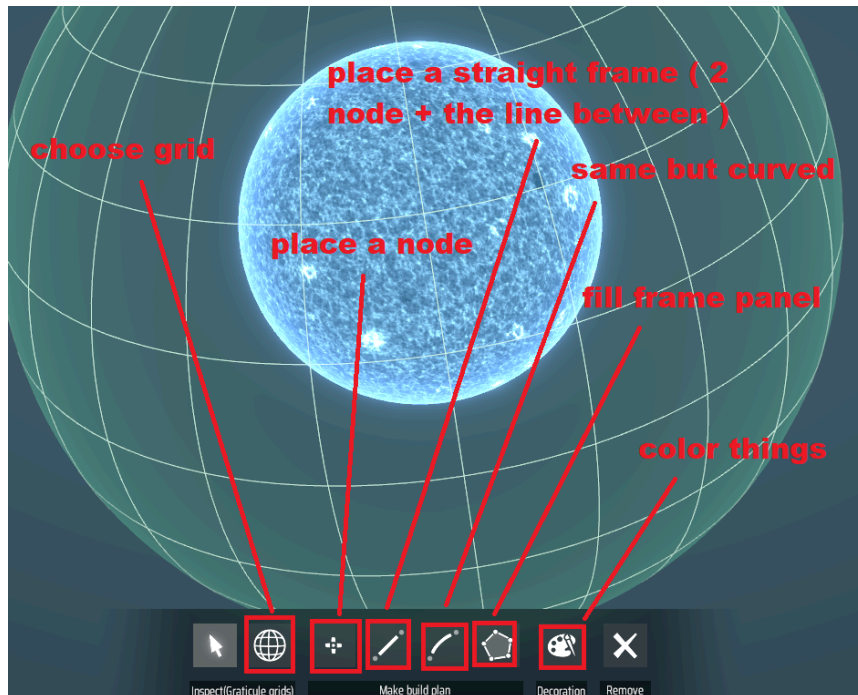 place a straight frame ( 2
node + the line between )
choose grid
same but curved
place a node
fill frame panel
color things
Inspect(Graticule grids)
Make build plan
Decoration
Remove